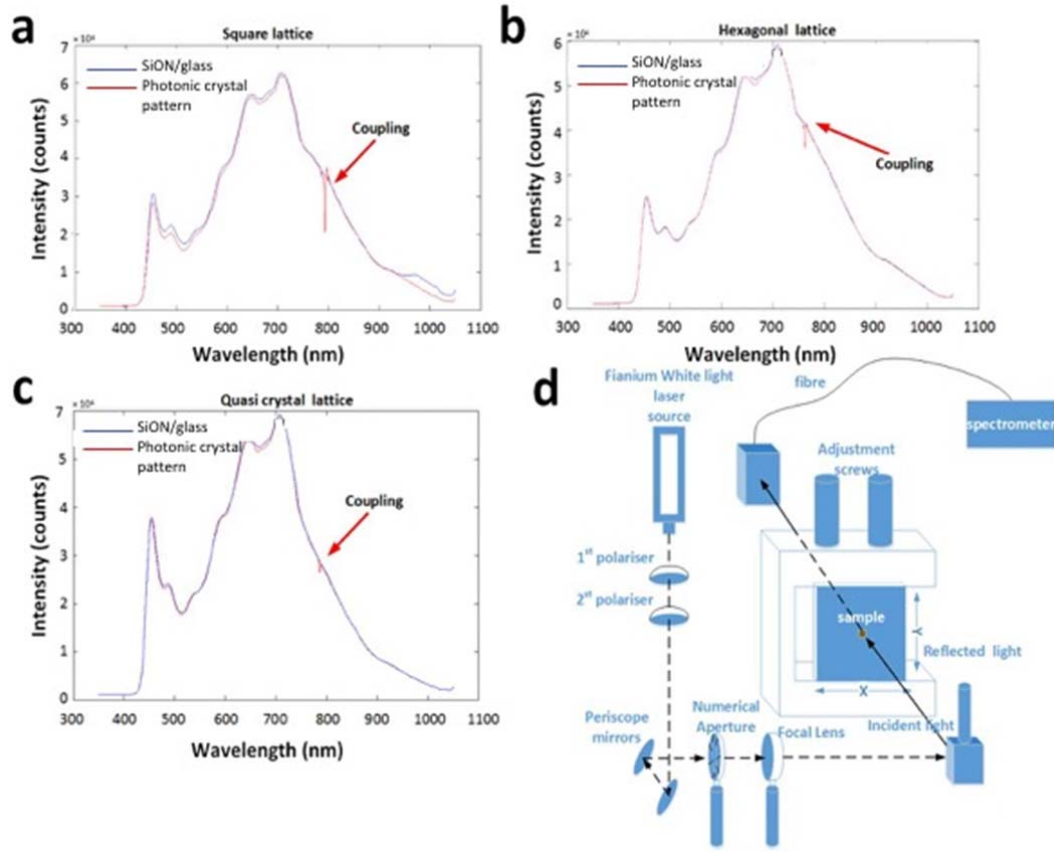 a
Square lattice
7 × 10⁴
SiON/glass
Photonic crystal
pattern
Coupling
6
5
4
3
2
1
0
300 400 500 600 700 800 900 1000 1100
Intensity (counts)
Wavelength (nm)
b
Hexagonal lattice
6 × 10⁴
SiON/glass
Photonic crystal
pattern
Coupling
5
4
3
2
1
0
300 400 500 600 700 800 900 1000 1100
Intensity (counts)
Wavelength (nm)
c
Quasi crystal lattice
7 × 10⁴
SiON/glass
Photonic crystal
pattern
Coupling
5
4
3
2
1
0
300 400 500 600 700 800 900 1000 1100
Intensity (counts)
Wavelength (nm)
d
Fianium White light
laser
source
fibre
spectrometer
Adjustment
screws
1st polariser
2nd polariser
sample
Y
X
Reflected light
Periscope
mirrors
Numerical
Aperture
Focal Lens
Incident light